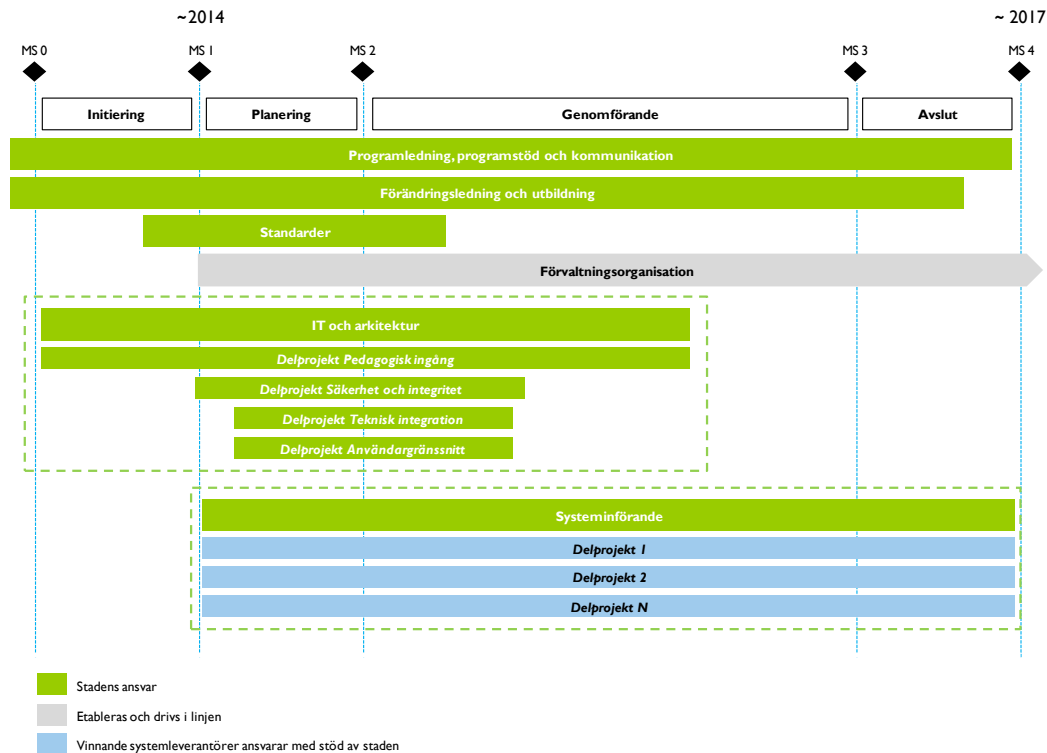 ~2014
~ 2017
MS 0
MS 1
MS 2
MS 3
MS 4
Initiering
Planering
Genomförande
Avslut
Programledning, programstöd och kommunikation
Förändringsledning och utbildning
Standarder
Förvaltningsorganisation
IT och arkitektur
Delprojekt Pedagogisk ingång
Delprojekt Säkerhet och integritet
Delprojekt Teknisk integration
Delprojekt Användargränssnitt
Systeminförande
Delprojekt 1
Delprojekt 2
Delprojekt N
Stadens ansvar
Etableras och drivs i linjen
Vinnande systemleverantörer ansvarar med stöd av staden